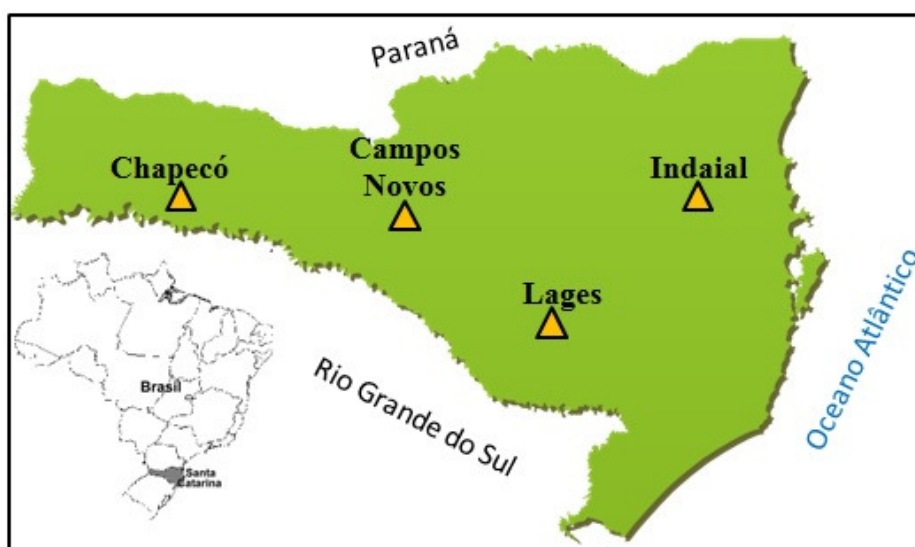 Paraná
Chapecó
Campos
Novos
Indaial
Lages
Rio Grande do Sul
Oceano Atlântico
Brasil
Santa
Catarina